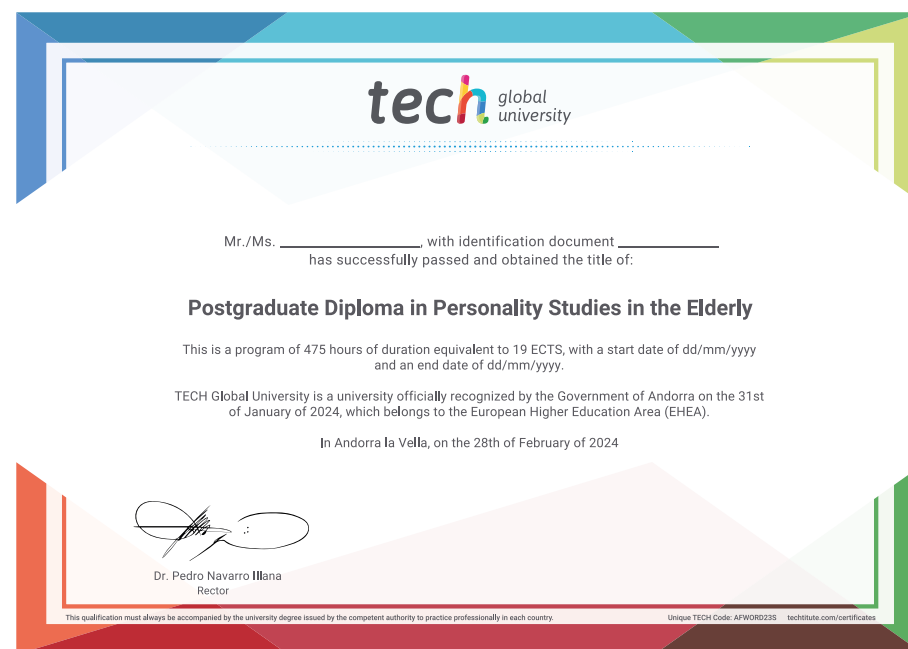 tech global university
Mr./Ms. ____________________, with identification document ______________
has successfully passed and obtained the title of:
Postgraduate Diploma in Personality Studies in the Elderly
This is a program of 475 hours of duration equivalent to 19 ECTS, with a start date of dd/mm/yyyy
and an end date of dd/mm/yyyy.
TECH Global University is a university officially recognized by the Government of Andorra on the 31st
of January of 2024, which belongs to the European Higher Education Area (EHEA).
In Andorra la Vella, on the 28th of February of 2024
Dr. Pedro Navarro Illana
Rector
This qualification must always be accompanied by the university degree issued by the competent authority to practice professionally in each country. Unique TECH Code: AFWORD23S techtitute.com/certificates